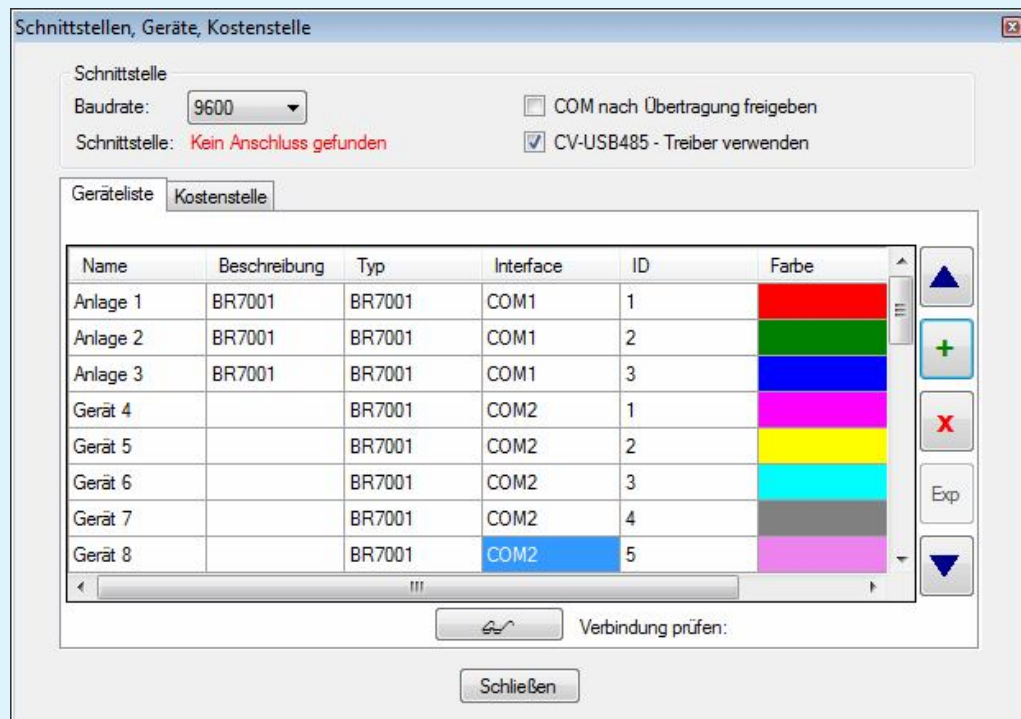 Schnittstellen, Geräte, Kostenstelle
Schnittstelle
Baudrate: 9600 COM nach Übertragung freigeben
Schnittstelle: Kein Anschluss gefunden CV-USB485 - Treiber verwenden
Geräteliste Kostenstelle
Name Beschreibung Typ Interface ID Farbe
Anlage 1 BR7001 BR7001 COM1 1
Anlage 2 BR7001 BR7001 COM1 2
Anlage 3 BR7001 BR7001 COM1 3
Gerät 4 BR7001 COM2 1
Gerät 5 BR7001 COM2 2
Gerät 6 BR7001 COM2 3
Gerät 7 BR7001 COM2 4
Gerät 8 BR7001 COM2 5
+
x
Exp
Verbindung prüfen:
Schließen